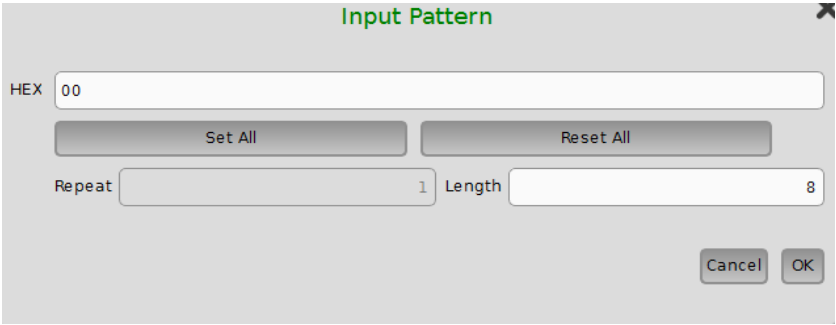 Input Pattern
HEX 00
Set All Reset All
Repeat 1 Length 8
Cancel OK